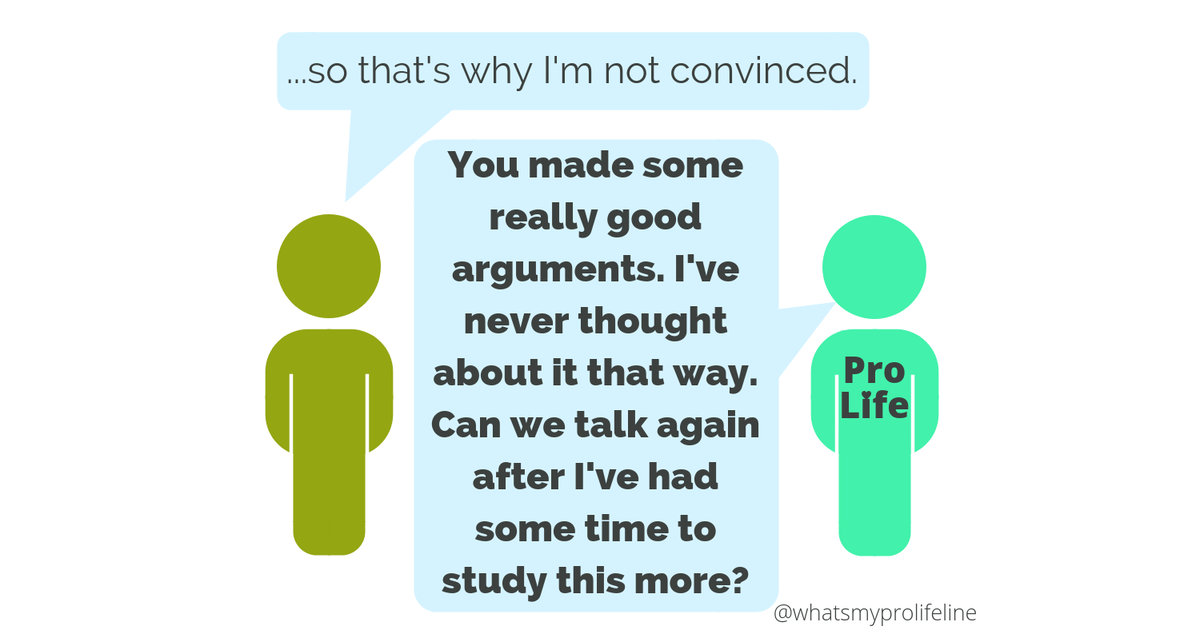 ...so that's why I'm not convinced.
You made some
really good
arguments. I've
never thought
about it that way.
Can we talk again
after I've had
some time to
study this more?
Pro
Life
@whatsmyprolifeline